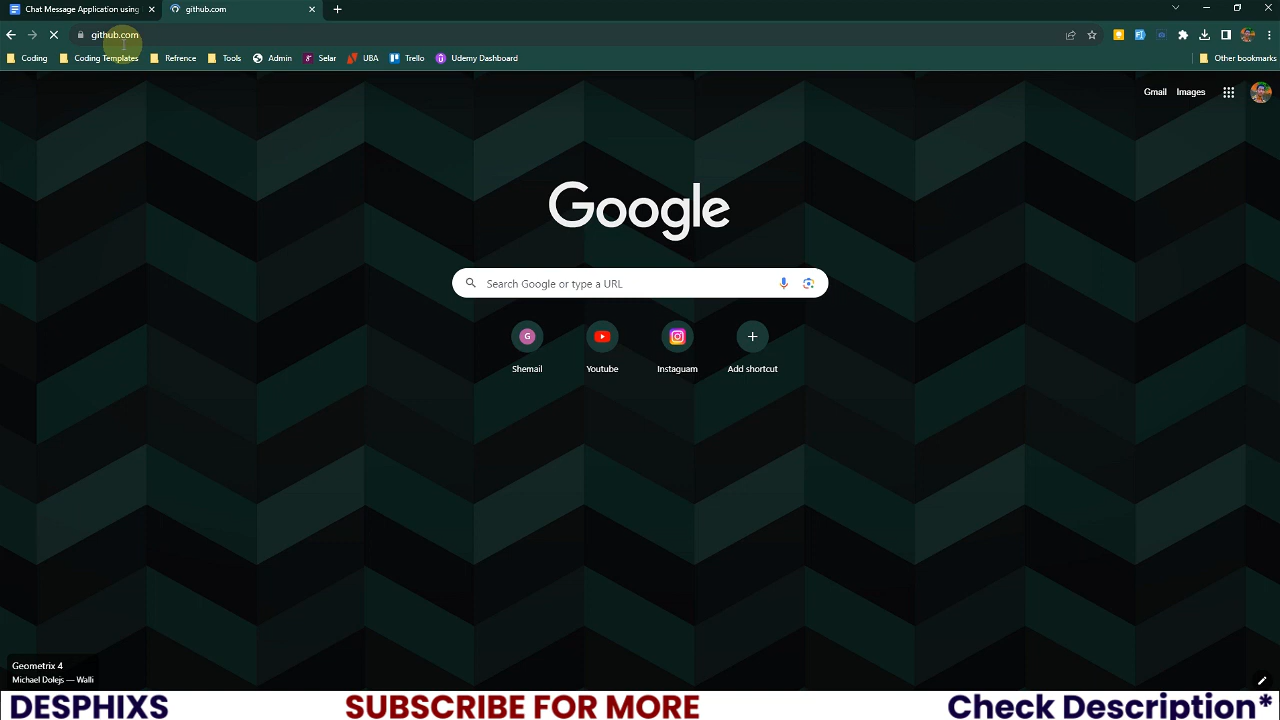 Chat Message Application using
github.com
github.com
Coding
Coding Templates
Refrence
Tools
Admin
Selar
UBA
Trello
Udemy Dashboard
Other bookmarks
Gmail
Images
Google
Search Google or type a URL
G
Shemail
Youtube
Instaguam
Add shortcut
Geometrix 4
Michael Dolejs — Walli
DESPHIXS
SUBSCRIBE FOR MORE
Check Description*